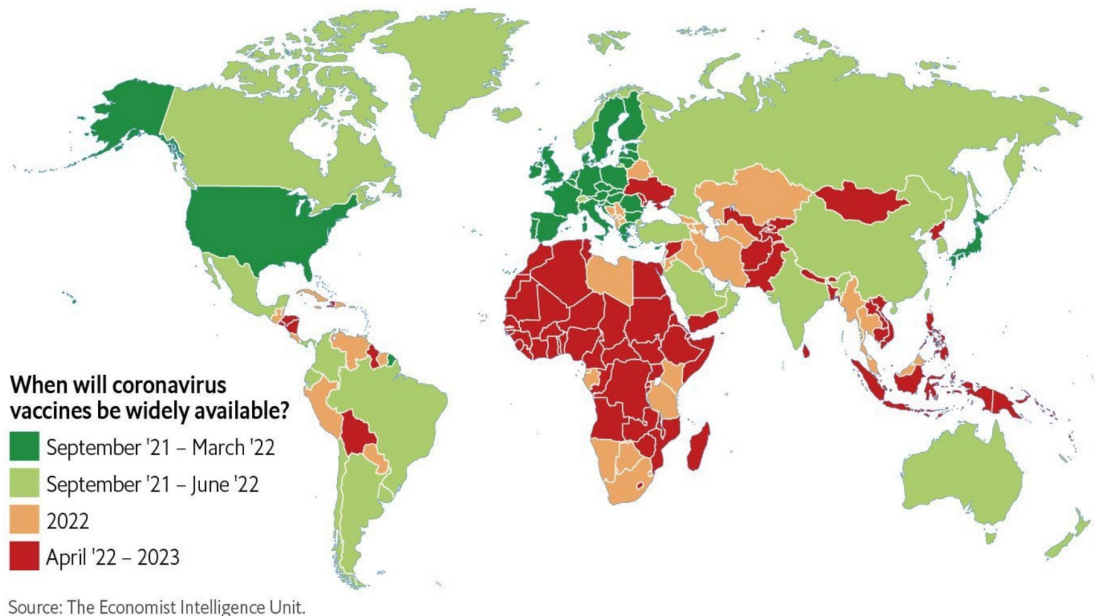 When will coronavirus
vaccines be widely available?
September '21 – March '22
September '21 – June '22
2022
April '22 – 2023
Source: The Economist Intelligence Unit.